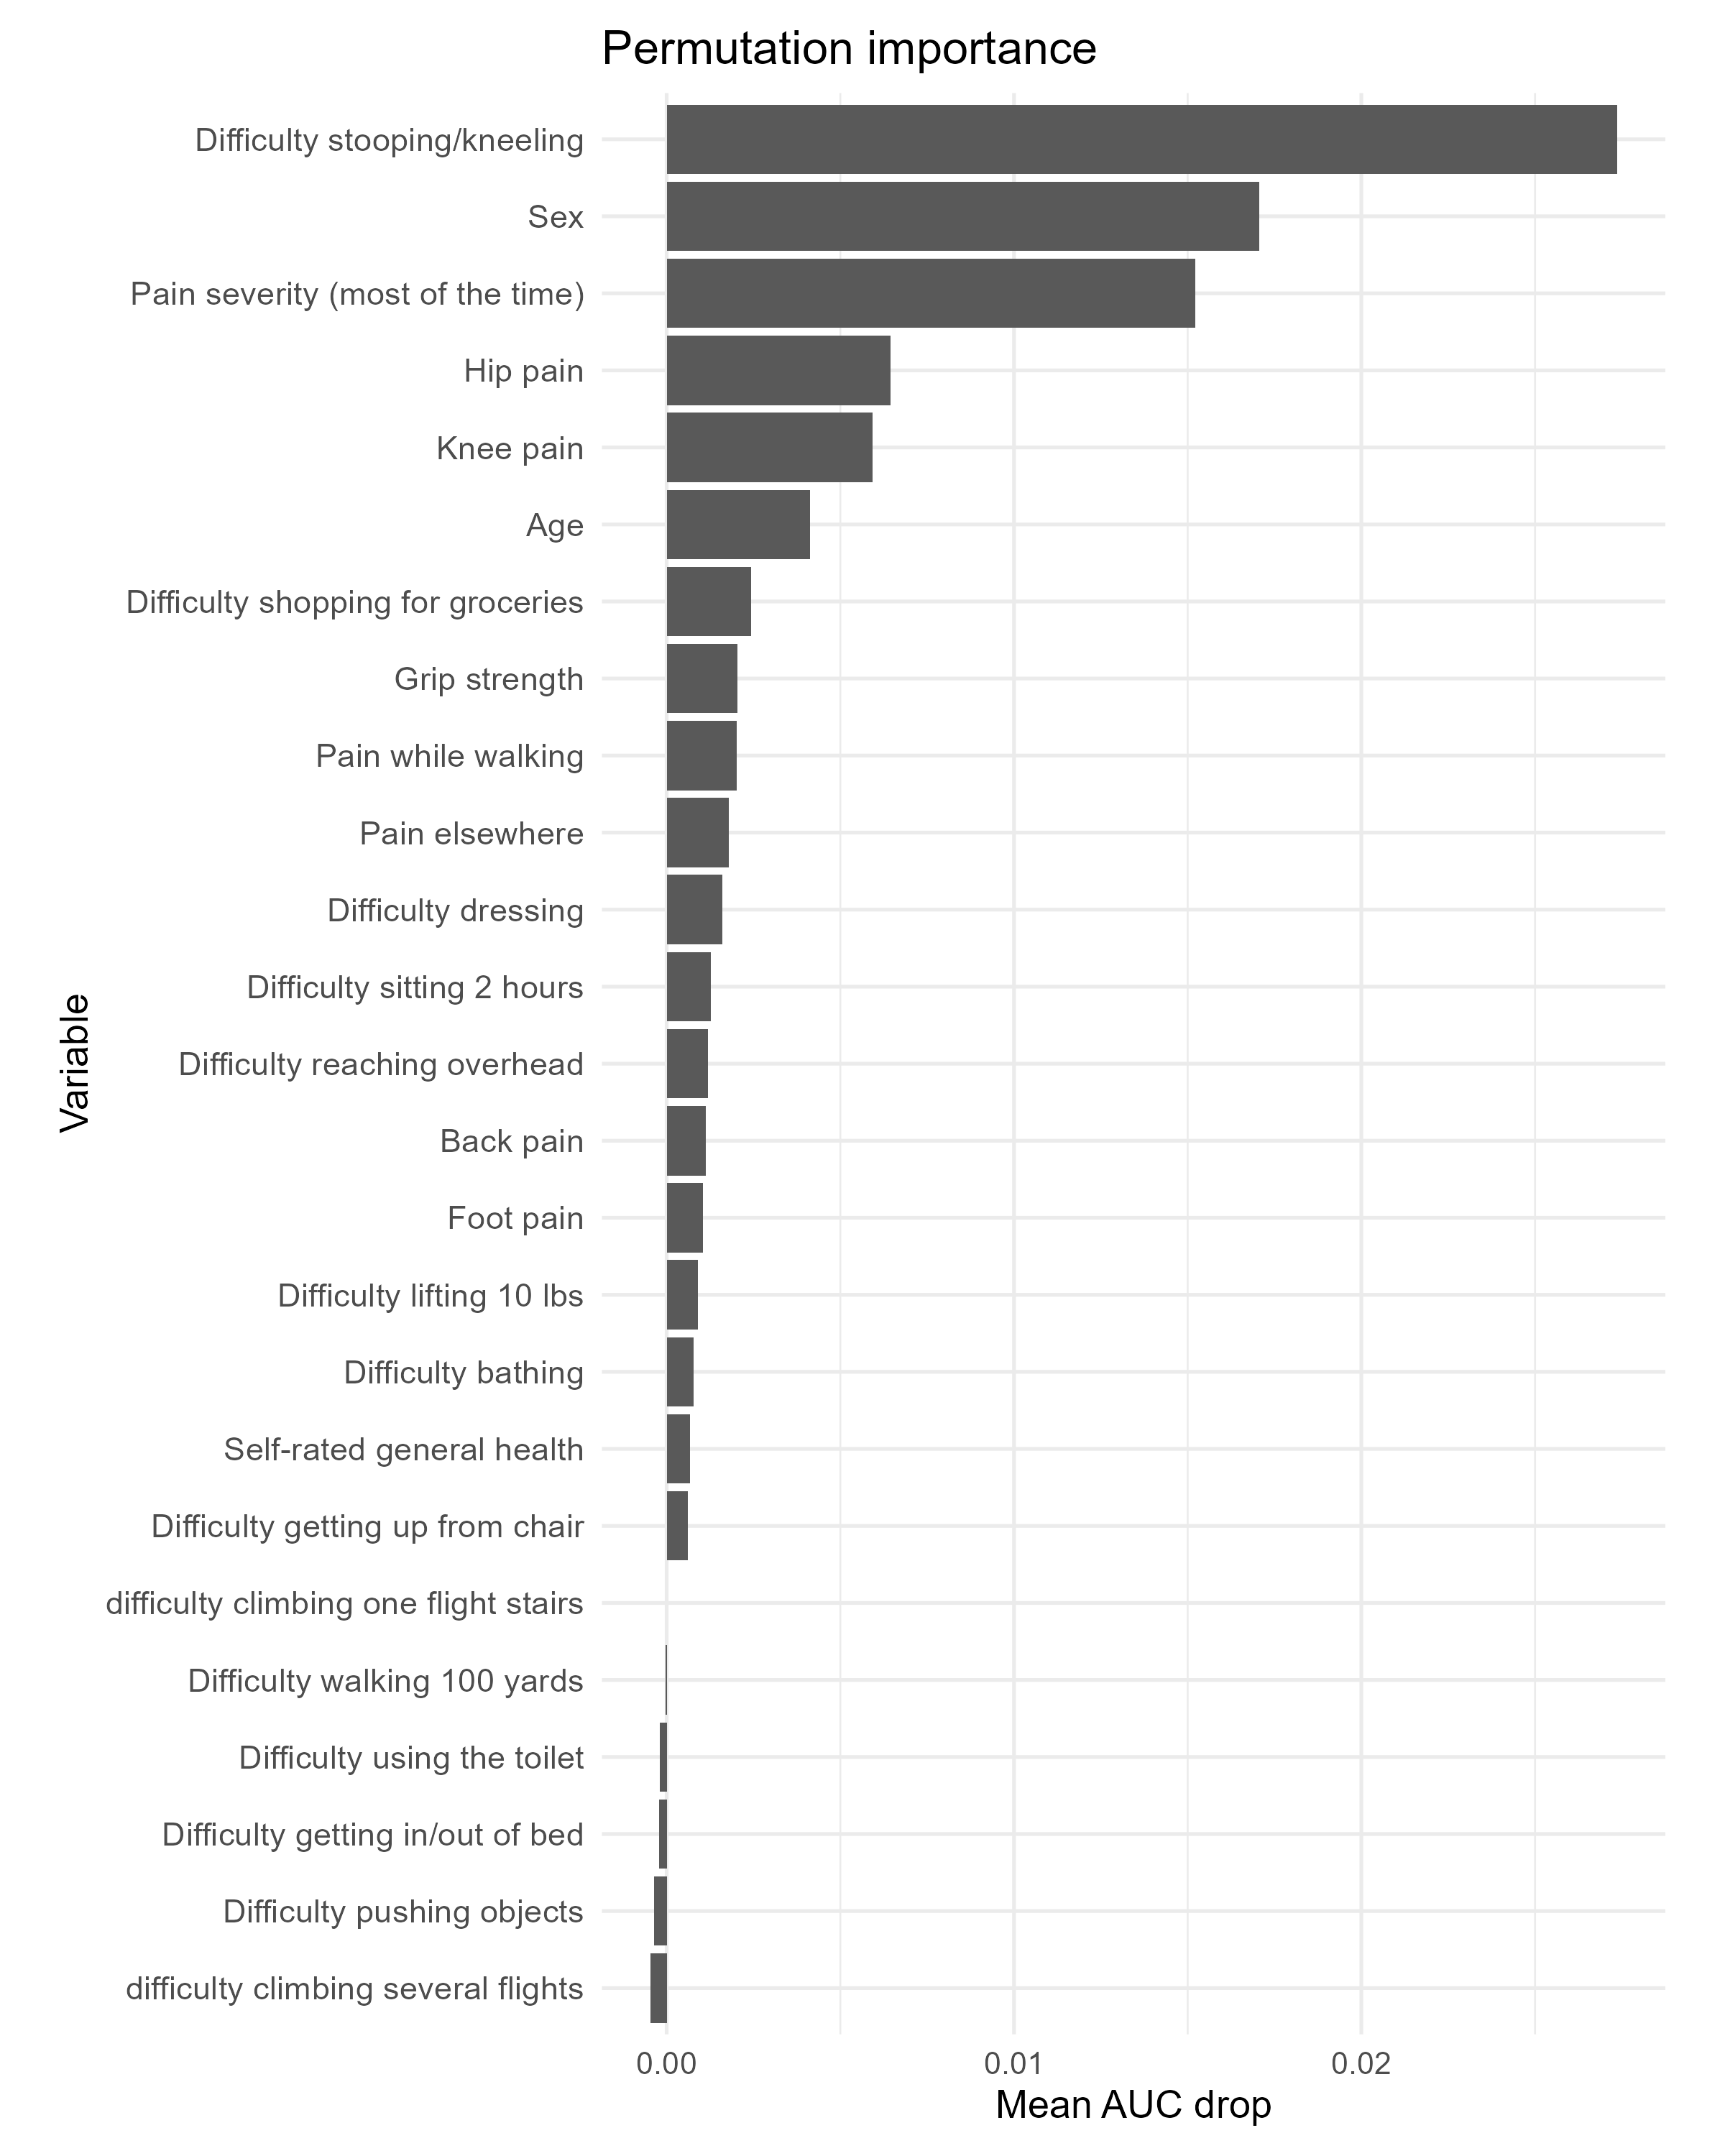 Permutation importance
Difficulty stooping/kneeling
Sex
Pain severity (most of the time)
Hip pain
Knee pain
Age
Difficulty shopping for groceries
Grip strength
Pain while walking
Pain elsewhere
Difficulty dressing
Difficulty sitting 2 hours
Difficulty reaching overhead
Back pain
Foot pain
Difficulty lifting 10 lbs
Difficulty bathing
Self-rated general health
Difficulty getting up from chair
difficulty climbing one flight stairs
Difficulty walking 100 yards
Difficulty using the toilet
Difficulty getting in/out of bed
Difficulty pushing objects
difficulty climbing several flights
Variable
0.00 0.01 0.02
Mean AUC drop